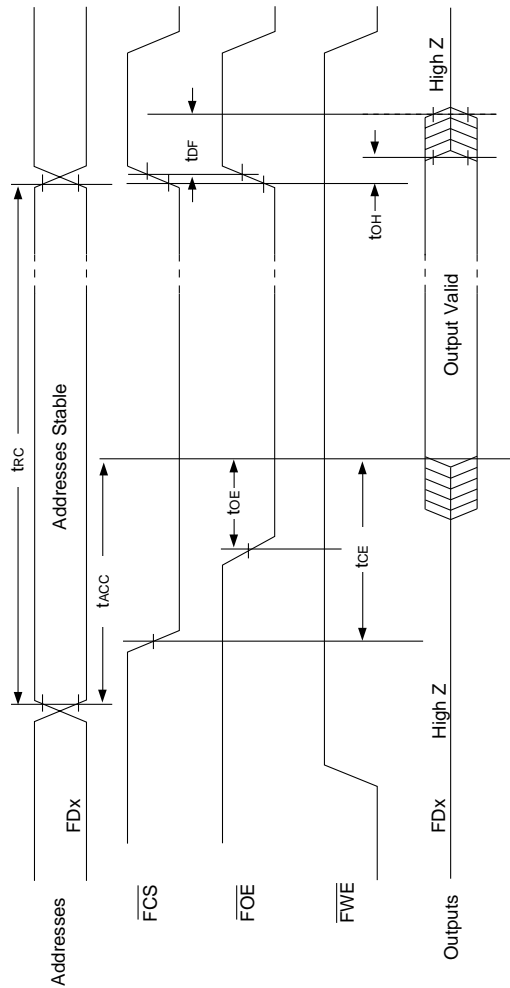 tRC
Addresses FDx Addresses Stable
tACC
FCS
tDF
FOE
tOE
FWE
tCE
tOH
Outputs FDx High Z Output Valid High Z